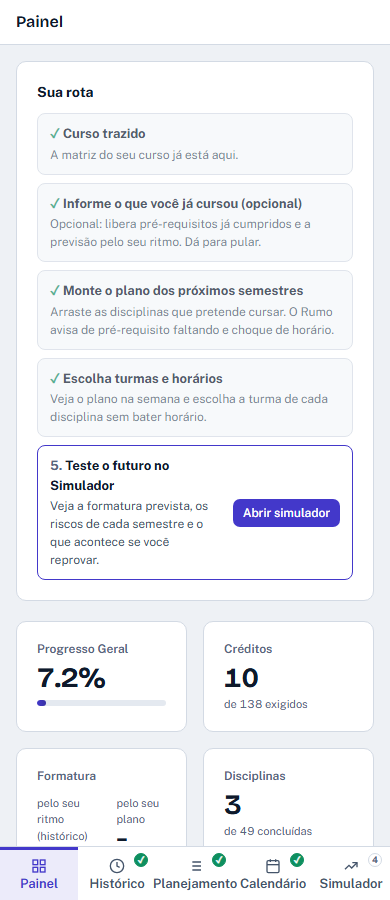 Painel
Sua rota
✓ Curso trazido
A matriz do seu curso já está aqui.
✓ Informe o que você já cursou (opcional)
Opcional: libera pré-requisitos já cumpridos e a
previsão pelo seu ritmo. Dá para pular.
✓ Monte o plano dos próximos semestres
Arraste as disciplinas que pretende cursar. O Rumo
avisa de pré-requisito faltando e choque de horário.
✓ Escolha turmas e horários
Veja o plano na semana e escolha a turma de cada
disciplina sem bater horário.
5. Teste o futuro no
Simulador
Veja a formatura prevista, os
riscos de cada semestre e o
que acontece se você
reprovar.
Abrir simulador
Progresso Geral
7.2%
Créditos
10
de 138 exigidos
Formatura
pelo seu
ritmo
(histórico)
pelo seu
plano
–
Disciplinas
3
de 49 concluídas
Painel
Histórico
Planejamento
Calendário
4
Simulador